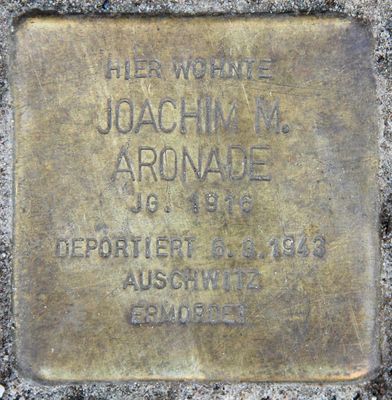 HIER WOHNTE
JOACHIM M.
ARONADE
JG. 1916
DEPORTIERT 6.3.1943
AUSCHWITZ
ERMORDET